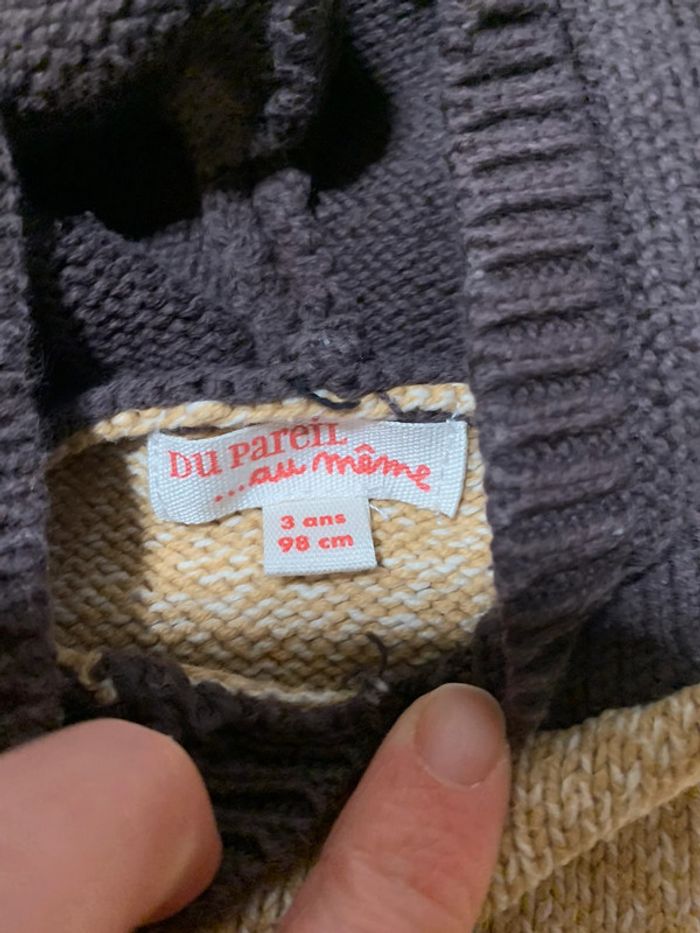 DU PAREIL
...au même
3 ans
98 cm